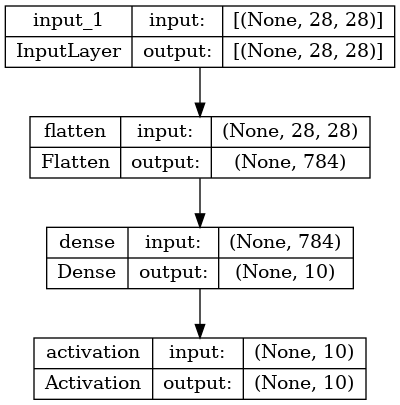 input_1 input: [(None, 28, 28)]
InputLayer output: [(None, 28, 28)]
flatten input: (None, 28, 28)
Flatten output: (None, 784)
dense input: (None, 784)
Dense output: (None, 10)
activation input: (None, 10)
Activation output: (None, 10)